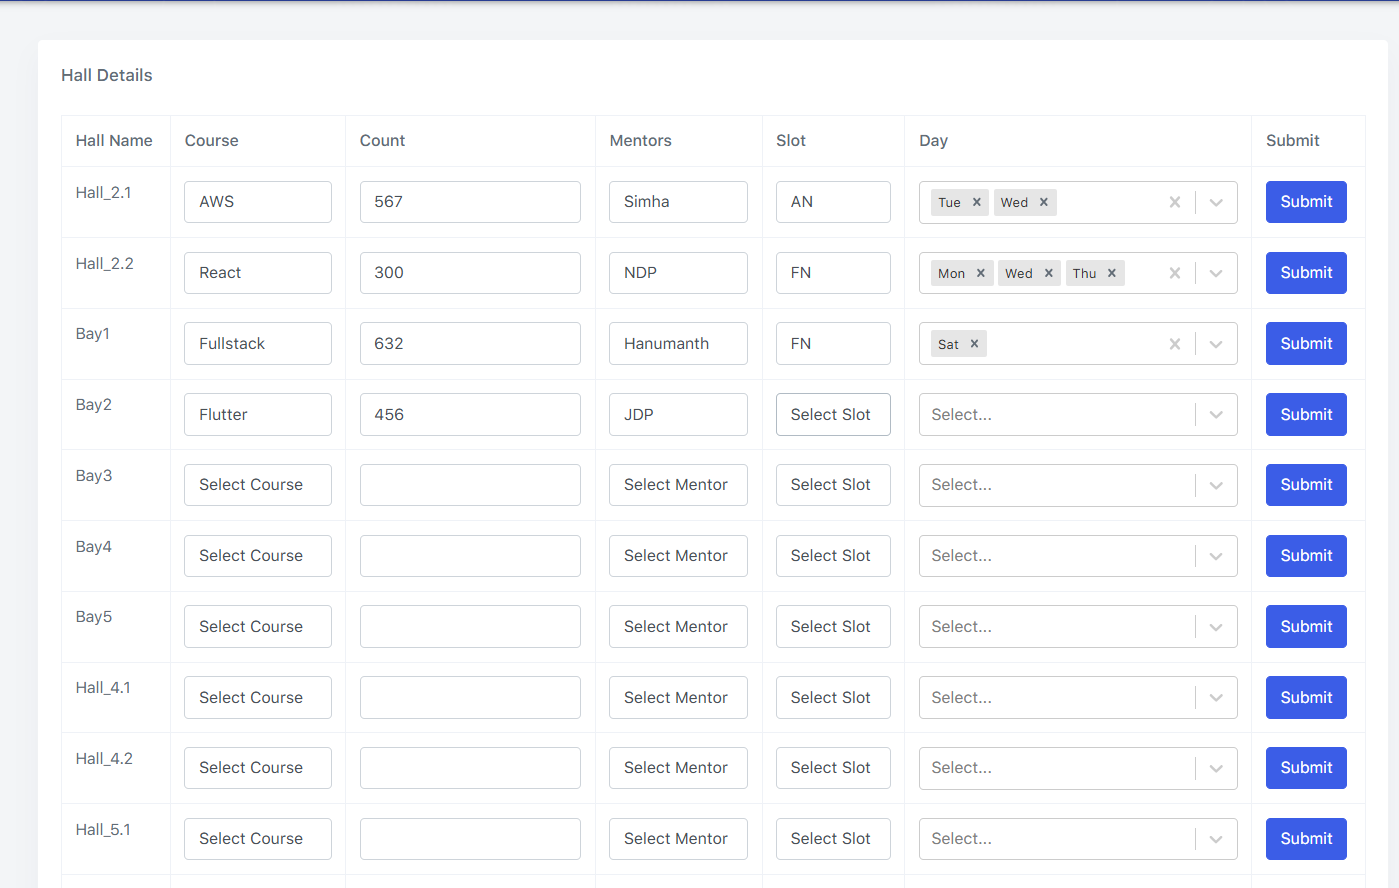 Hall Details
Hall Name Course Count Mentors Slot Day Submit
Hall_2.1 AWS 567 Simha AN Tue × Wed × × Submit
Hall_2.2 React 300 NDP FN Mon × Wed × Thu × × Submit
Bay1 Fullstack 632 Hanumanth FN Sat × × Submit
Bay2 Flutter 456 JDP Select Slot Select... Submit
Bay3 Select Course Select Mentor Select Slot Select... Submit
Bay4 Select Course Select Mentor Select Slot Select... Submit
Bay5 Select Course Select Mentor Select Slot Select... Submit
Hall_4.1 Select Course Select Mentor Select Slot Select... Submit
Hall_4.2 Select Course Select Mentor Select Slot Select... Submit
Hall_5.1 Select Course Select Mentor Select Slot Select... Submit